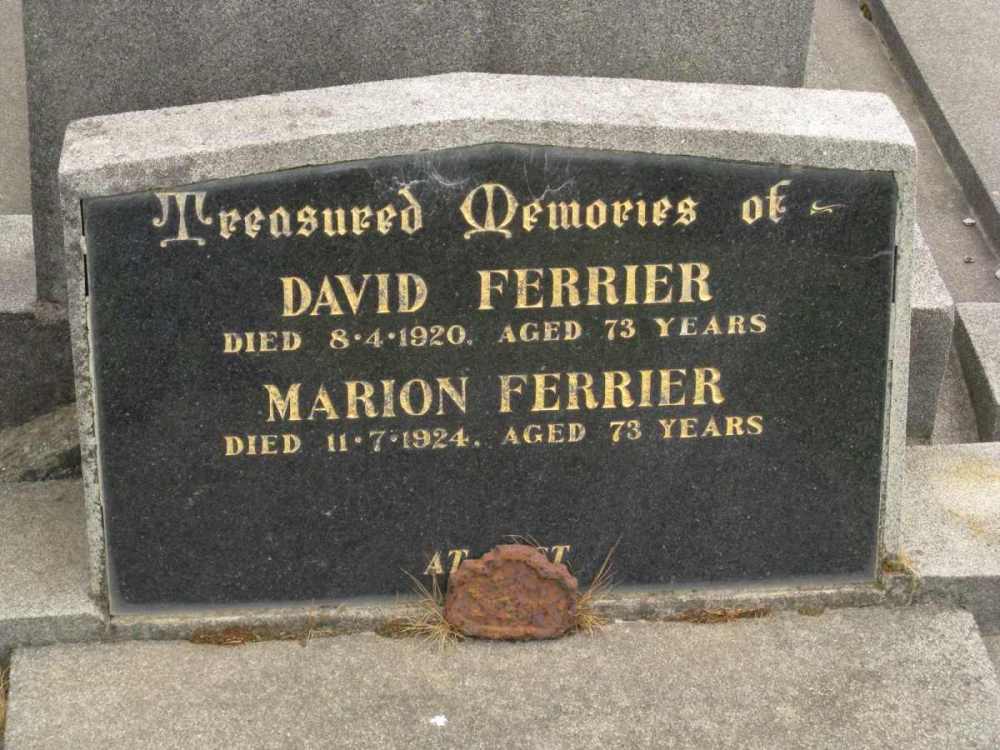 Treasured Memories of
DAVID FERRIER
DIED 8·4·1920. AGED 73 YEARS
MARION FERRIER
DIED 11·7·1924. AGED 73 YEARS
AT